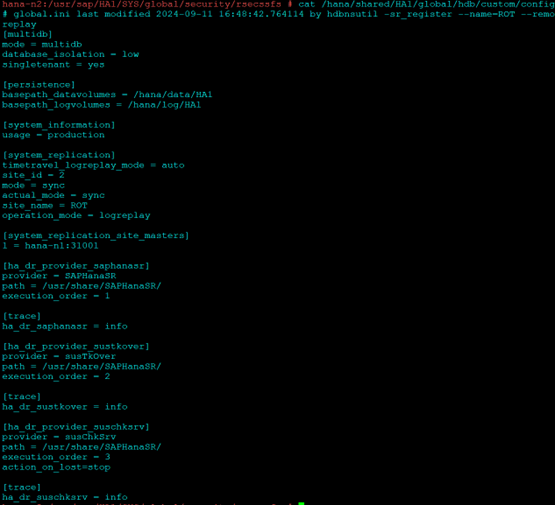 hana-n2:/usr/sap/HA1/SYS/global/security/rsecssfs # cat /hana/shared/HA1/global/hdb/custom/config
# global.ini last modified 2024-09-11 16:48:42.764114 by hdbnsutil -sr_register --name=ROT --remo
replay
[multidb]
mode = multidb
database_isolation = low
singletenant = yes
[persistence]
basepath_datavolumes = /hana/data/HA1
basepath_logvolumes = /hana/log/HA1
[system_information]
usage = production
[system_replication]
timetravel_logreplay_mode = auto
site_id = 2
mode = sync
actual_mode = sync
site_name = ROT
operation_mode = logreplay
[system_replication_site_masters]
1 = hana-n1:31001
[ha_dr_provider_saphanasr]
provider = SAPHanaSR
path = /usr/share/SAPHanaSR/
execution_order = 1
[trace]
ha_dr_saphanasr = info
[ha_dr_provider_sustkover]
provider = susTkOver
path = /usr/share/SAPHanaSR/
execution_order = 2
[trace]
ha_dr_sustkover = info
[ha_dr_provider_suschksrv]
provider = susChkSrv
path = /usr/share/SAPHanaSR/
execution_order = 3
action_on_lost=stop
[trace]
ha_dr_suschksrv = info